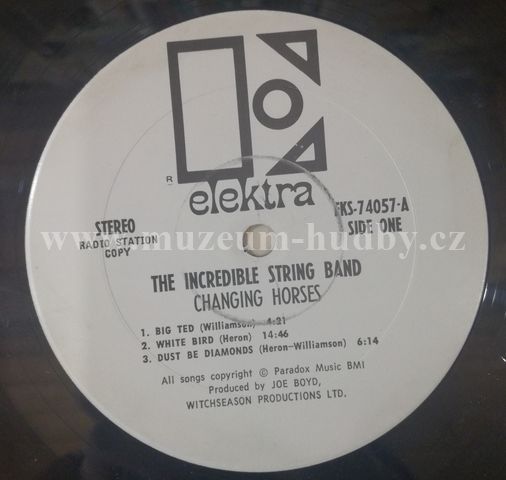 R
elektra
EKS-74057-A
STEREO
SIDE ONE
RADIO STATION
COPY
www.muzeum-hudby.cz
THE INCREDIBLE STRING BAND
CHANGING HORSES
1. BIG TED (Williamson) 4:21
2. WHITE BIRD (Heron) 14:46
3. DUST BE DIAMONDS (Heron-Williamson) 6:14
All songs copyright © Paradox Music BMI
Produced by JOE BOYD,
WITCHSEASON PRODUCTIONS LTD.